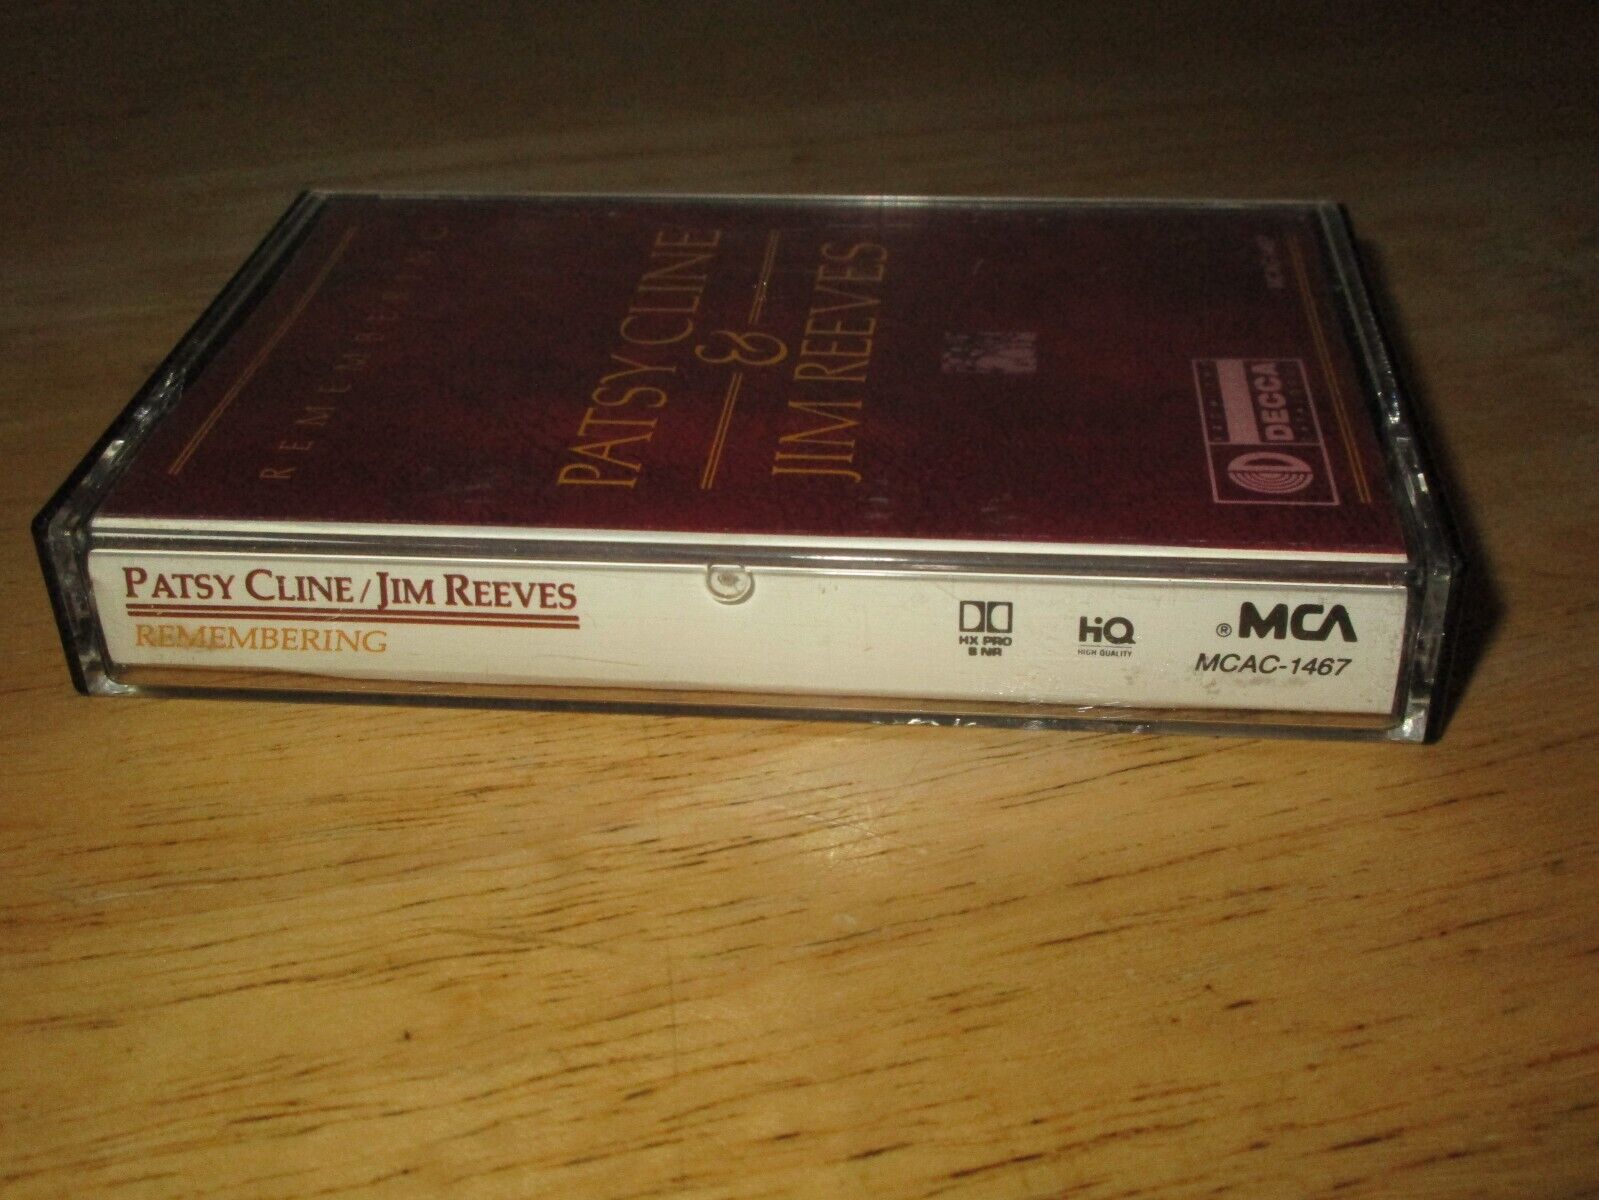 REMEMBERING
PATSY CLINE
&
JIM REEVES
DECCA
PATSY CLINE/JIM REEVES
REMEMBERING
HX PRO
B NR
HiQ
HIGH QUALITY
® MCA
MCAC-1467